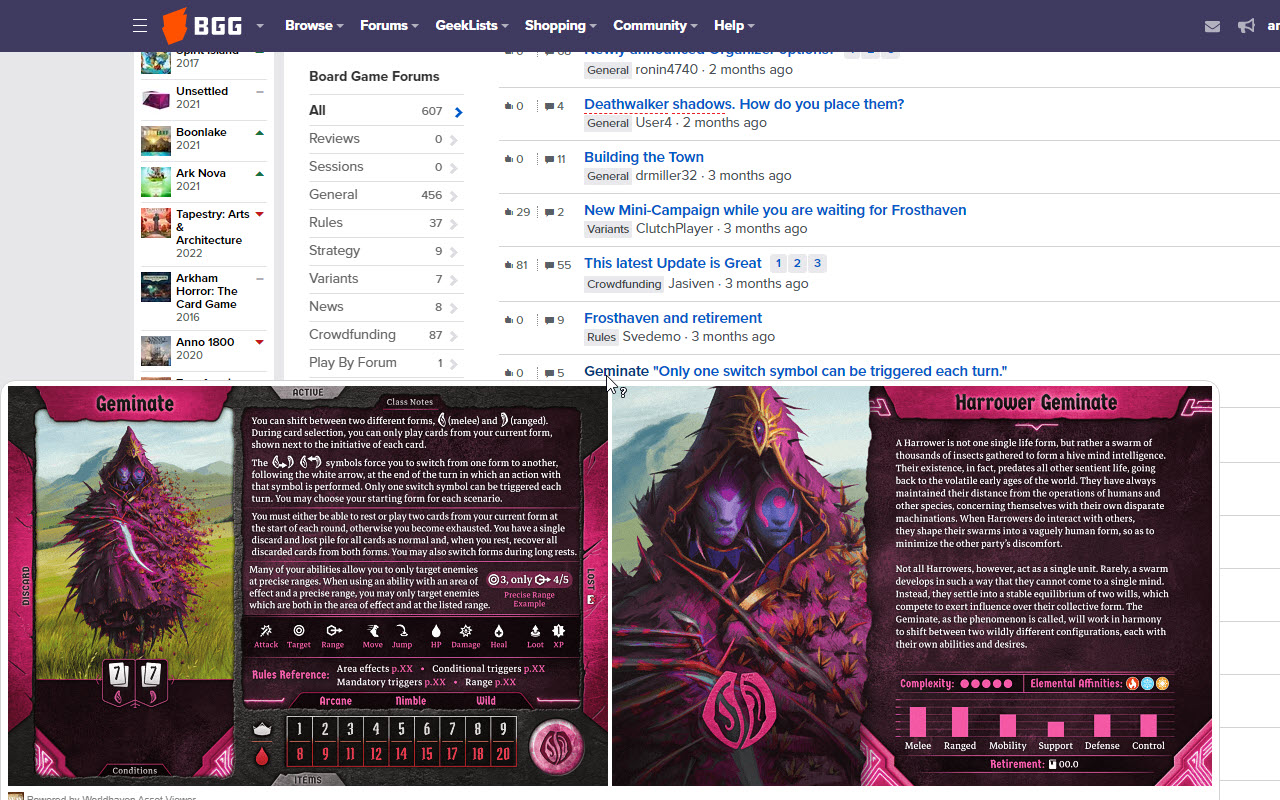 BGG
Browse
Forums
GeekLists
Shopping
Community
Help
Spirit Island
2017
Unsettled
2021
Boonlake
2021
Ark Nova
2021
Tapestry: Arts
&
Architecture
2022
Arkham
Horror: The
Card Game
2016
Anno 1800
2020
Board Game Forums
All 607
Reviews 0
Sessions 0
General 456
Rules 37
Strategy 9
Variants 7
News 8
Crowdfunding 87
Play By Forum 1
Newly announced Organizer options!
General ronin4740 · 2 months ago
0 4 Deathwalker shadows. How do you place them?
General User4 · 2 months ago
0 11 Building the Town
General drmiller32 · 3 months ago
29 2 New Mini-Campaign while you are waiting for Frosthaven
Variants ClutchPlayer · 3 months ago
81 55 This latest Update is Great 1 2 3
Crowdfunding Jasiven · 3 months ago
0 9 Frosthaven and retirement
Rules Svedemo · 3 months ago
0 5 Geminate "Only one switch symbol can be triggered each turn."
Geminate
ACTIVE
Class Notes
You can shift between two different forms, (melee) and (ranged).
During card selection, you can only play cards from your current form,
shown next to the initiative of each card.
The symbols force you to switch from one form to another,
following the white arrow, at the end of the turn in which an action with
that symbol is performed. Only one switch symbol can be triggered each
turn. You may choose your starting form for each scenario.
You must either be able to rest or play two cards from your current form at
the start of each round, otherwise you become exhausted. You have a single
discard and lost pile for all cards as normal and, when you rest, recover all
discarded cards from both forms. You may also switch forms during long rests.
Many of your abilities allow you to only target enemies
at precise ranges. When using an ability with an area of
effect and a precise range, you may only target enemies
which are both in the area of effect and at the listed range.
3, only 4/5
Precise Range
Example
Attack Target Range Move Jump HP Damage Heal Loot XP
Rules Reference:
Area effects p.XX • Conditional triggers p.XX
Mandatory triggers p.XX • Range p.XX
Arcane Nimble Wild
1 2 3 4 5 6 7 8 9
8 9 11 12 14 15 17 18 20
ITEMS
DISCARD
LOST
7 7
Conditions
Harrower Geminate
A Harrower is not one single life form, but rather a swarm of
thousands of insects gathered to form a hive mind intelligence.
Their existence, in fact, predates all other sentient life, going
back to the volatile early ages of the world. They have always
maintained their distance from the operations of humans and
other species, concerning themselves with their own disparate
machinations. When Harrowers do interact with others,
they shape their swarms into a vaguely human form, so as to
minimize the other party's discomfort.
Not all Harrowers, however, act as a single unit. Rarely, a swarm
develops in such a way that they cannot come to a single mind.
Instead, they settle into a stable equilibrium of two wills, which
compete to exert influence over their collective form. The
Geminate, as the phenomenon is called, will work in harmony
to shift between two wildly different configurations, each with
their own abilities and desires.
Complexity: Elemental Affinities:
Melee Ranged Mobility Support Defense Control
Retirement: 00.0
Powered by Worldhaven Asset Viewer